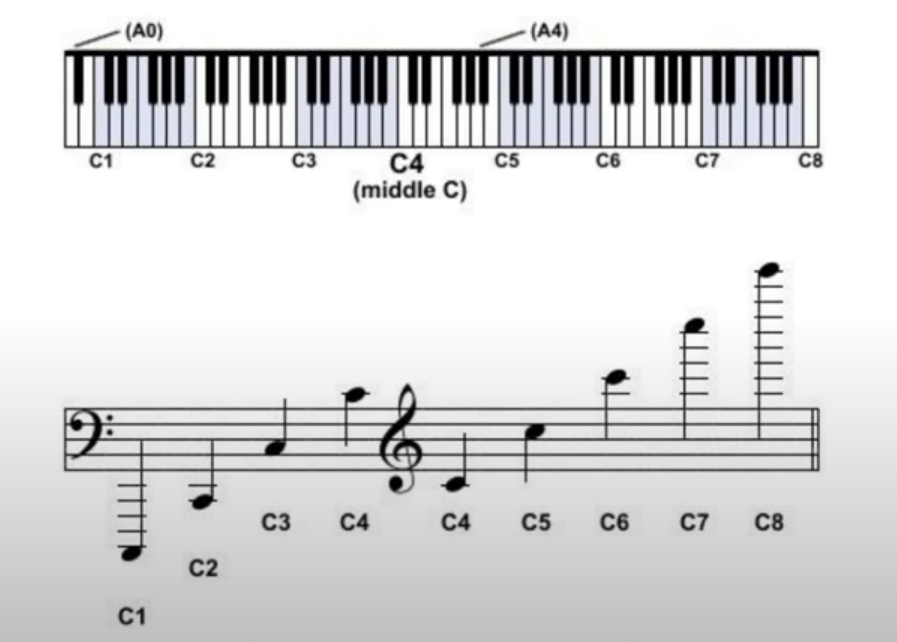 (A0) (A4)
C1 C2 C3 C4 C5 C6 C7 C8
(middle C)
C3 C4 C4 C5 C6 C7 C8
C2
C1